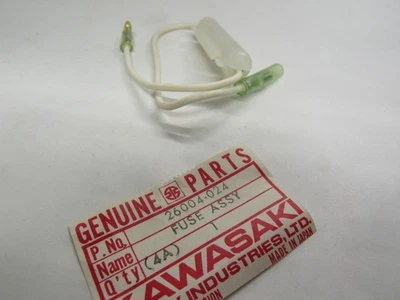 GENUINE PARTS
P.No. 26004-024
Name FUSE ASSY
Q'ty (4A) 1
KAWASAKI
INDUSTRIES.LTD.
MADE IN JAPAN